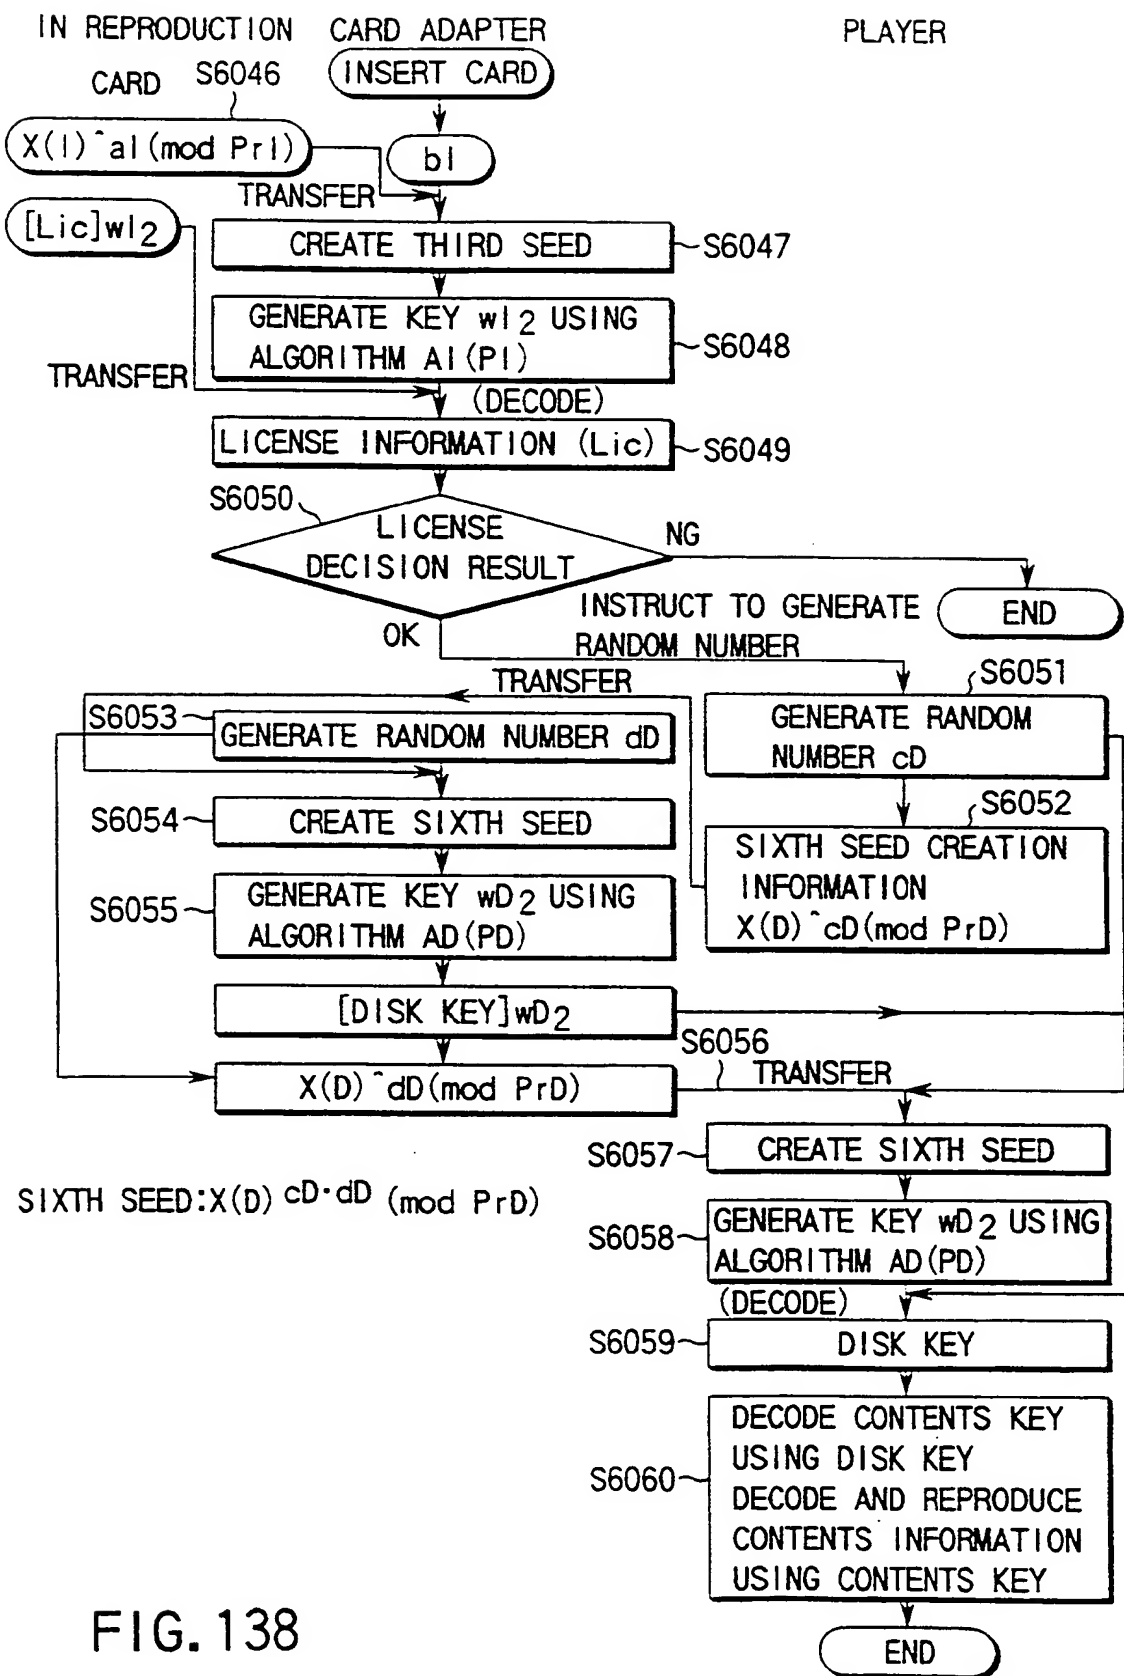 IN REPRODUCTION CARD ADAPTER PLAYER
CARD S6046 INSERT CARD
X(I)^aI(mod PrI)
bI
TRANSFER
[Lic]wI2
CREATE THIRD SEED S6047
GENERATE KEY wI2 USING
ALGORITHM AI(PI)
S6048
TRANSFER
(DECODE)
LICENSE INFORMATION (Lic) S6049
S6050
LICENSE
DECISION RESULT
NG
END
OK
INSTRUCT TO GENERATE
RANDOM NUMBER
TRANSFER
S6051
GENERATE RANDOM
NUMBER cD
S6053
GENERATE RANDOM NUMBER dD
S6052
SIXTH SEED CREATION
INFORMATION
X(D)^cD(mod PrD)
S6054 CREATE SIXTH SEED
S6055
GENERATE KEY wD2 USING
ALGORITHM AD(PD)
[DISK KEY]wD2
S6056
TRANSFER
X(D)^dD(mod PrD)
S6057 CREATE SIXTH SEED
SIXTH SEED:X(D) cD·dD (mod PrD)
S6058
GENERATE KEY wD2 USING
ALGORITHM AD(PD)
(DECODE)
S6059 DISK KEY
S6060
DECODE CONTENTS KEY
USING DISK KEY
DECODE AND REPRODUCE
CONTENTS INFORMATION
USING CONTENTS KEY
END
FIG. 138